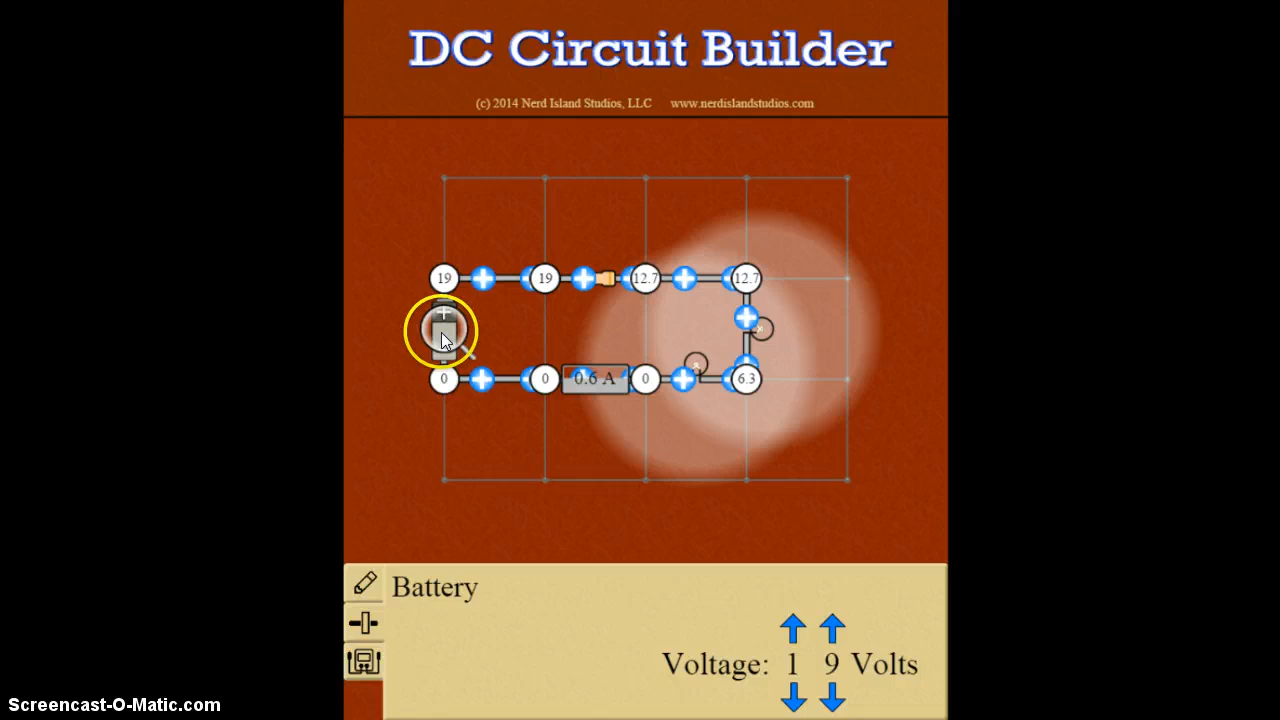 DC Circuit Builder
(c) 2014 Nerd Island Studios, LLC www.nerdislandstudios.com
19 19 12.7 12.7
0 0 0.6 A 0 6.3
Battery
Voltage: 1 9 Volts
Screencast-O-Matic.com